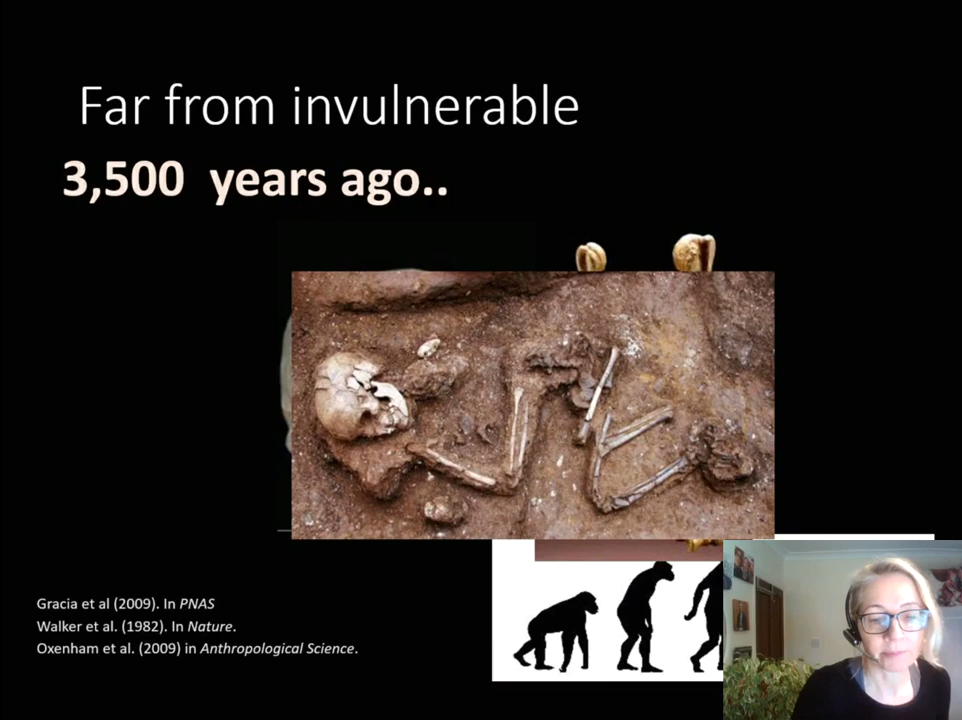 Far from invulnerable
3,500 years ago..
Gracia et al (2009). In PNAS
Walker et al. (1982). In Nature.
Oxenham et al. (2009) in Anthropological Science.